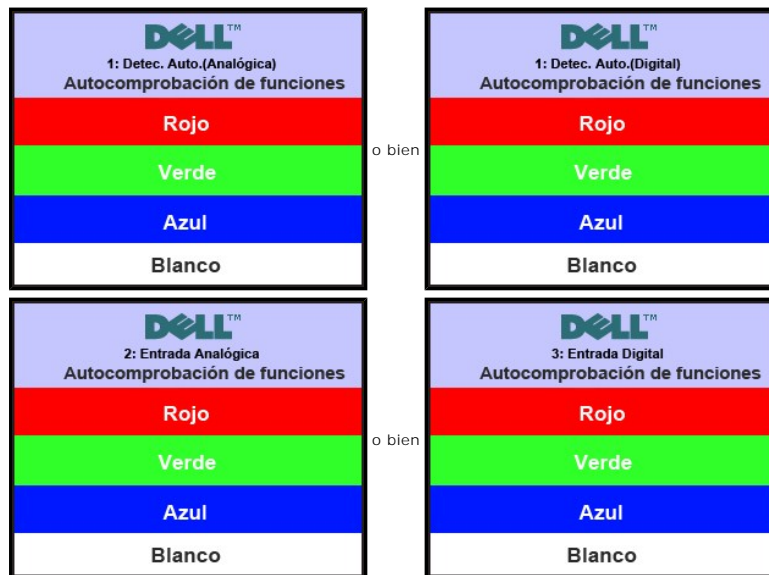 DELL™
1: Detec. Auto.(Analógica)
Autocomprobación de funciones
Rojo
Verde
Azul
Blanco
o bien
DELL™
1: Detec. Auto.(Digital)
Autocomprobación de funciones
Rojo
Verde
Azul
Blanco
DELL™
2: Entrada Analógica
Autocomprobación de funciones
Rojo
Verde
Azul
Blanco
o bien
DELL™
3: Entrada Digital
Autocomprobación de funciones
Rojo
Verde
Azul
Blanco